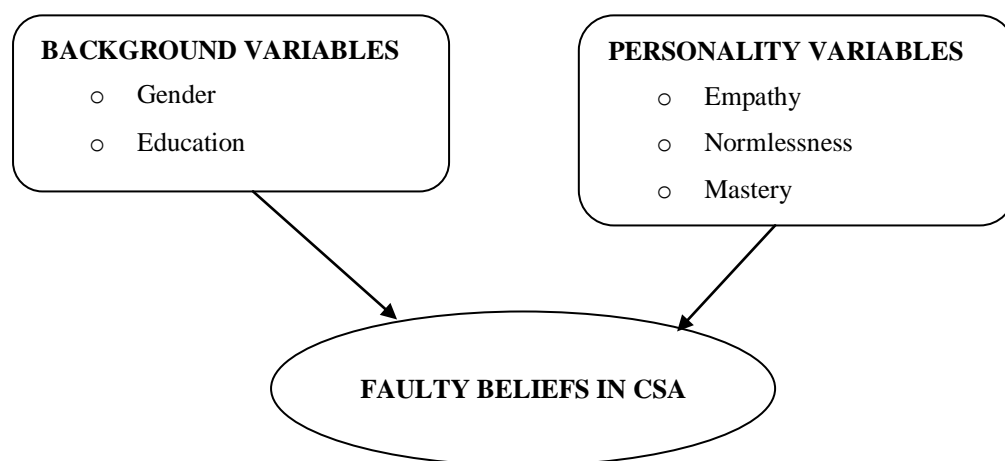 BACKGROUND VARIABLES
o Gender
o Education
PERSONALITY VARIABLES
o Empathy
o Normlessness
o Mastery
FAULTY BELIEFS IN CSA